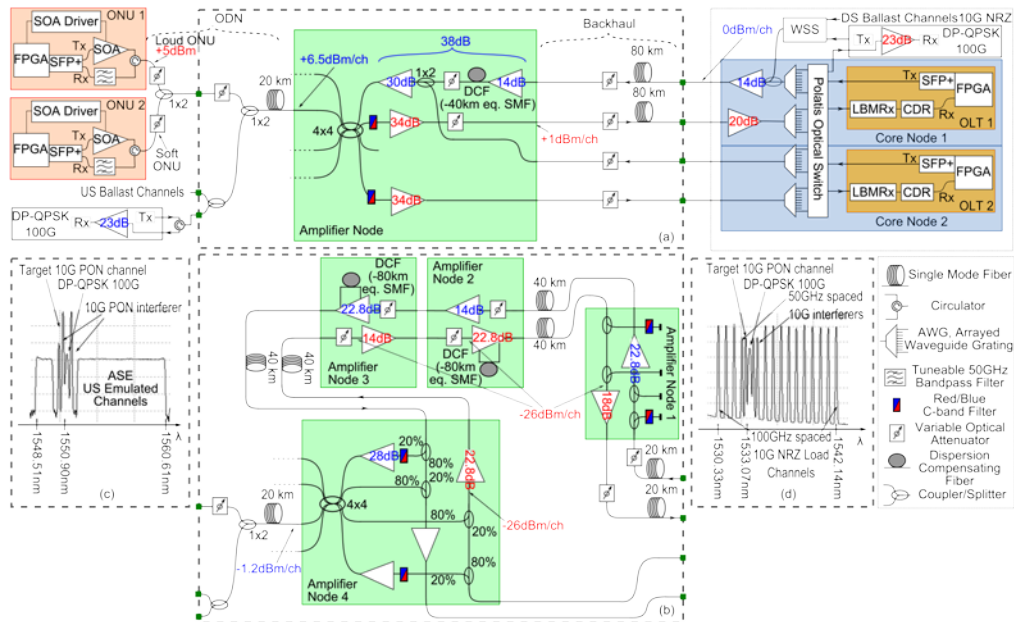 ONU 1
SOA Driver
Tx
SOA
FPGA
SFP+
Rx
ONU 2
SOA Driver
SOA
FPGA
Tx
SFP+
Rx
Loud ONU
+5dBm
1x2
Soft
ONU
US Ballast Channels
DP-QPSK
100G
Rx
23dB
Tx
ODN
20 km
1x2
+6.5dBm/ch
38dB
30dB
1x2
14dB
DCF
(-40km eq. SMF)
4x4
34dB
+1dBm/ch
34dB
Amplifier Node
(a)
Backhaul
80 km
80 km
0dBm/ch
DS Ballast Channels10G NRZ
WSS
Tx
23dB
Rx
DP-QPSK
100G
14dB
20dB
Polatis Optical Switch
Tx
SFP+
FPGA
LBMRx
CDR
Rx
OLT 1
Core Node 1
Tx
SFP+
FPGA
LBMRx
CDR
Rx
OLT 2
Core Node 2
Target 10G PON channel
DP-QPSK 100G
10G PON interferer
ASE
US Emulated
Channels
λ
1548.51nm
1550.90nm
1560.61nm
(c)
DCF
(-80km
eq. SMF)
22.8dB
14dB
Amplifier
Node 3
Amplifier
Node 2
14dB
22.8dB
DCF
(-80km
eq. SMF)
40 km
40 km
40 km
40 km
-26dBm/ch
Amplifier Node 1
22.8dB
18dB
20 km
20 km
20%
28dB
80%
80%
20%
22.8dB
4x4
80%
20%
-26dBm/ch
80%
20%
Amplifier
Node 4
20 km
1x2
-1.2dBm/ch
(b)
Target 10G PON channel
DP-QPSK 100G
50GHz spaced
10G interferers
100GHz spaced
10G NRZ Load
Channels
λ
1530.33nm
1533.07nm
1542.14nm
(d)
Single Mode Fiber
Circulator
AWG, Arrayed
Waveguide Grating
Tuneable 50GHz
Bandpass Filter
Red/Blue
C-band Filter
Variable Optical
Attenuator
Dispersion
Compensating
Fiber
Coupler/Splitter